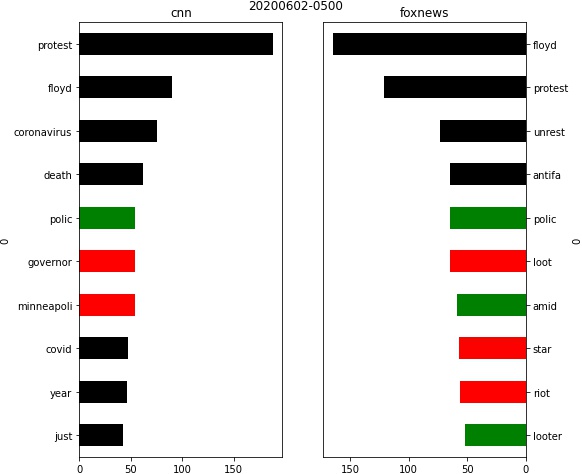 20200602-0500
cnn
foxnews
protest
floyd
coronavirus
death
polic
governor
minneapoli
covid
year
just
0
0 50 100 150
floyd
protest
unrest
antifa
polic
loot
amid
star
riot
looter
0
150 100 50 0